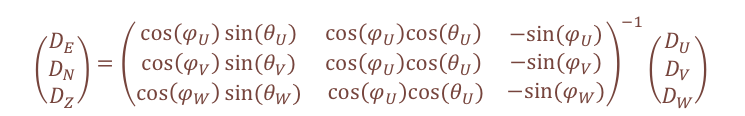 (D_E D_N D_Z) = (cos(φ_U) sin(θ_U) cos(φ_U)cos(θ_U) −sin(φ_U)
cos(φ_V) sin(θ_V) cos(φ_U)cos(θ_U) −sin(φ_V)
cos(φ_W) sin(θ_W) cos(φ_U)cos(θ_U) −sin(φ_W))^−1 (D_U D_V D_W)